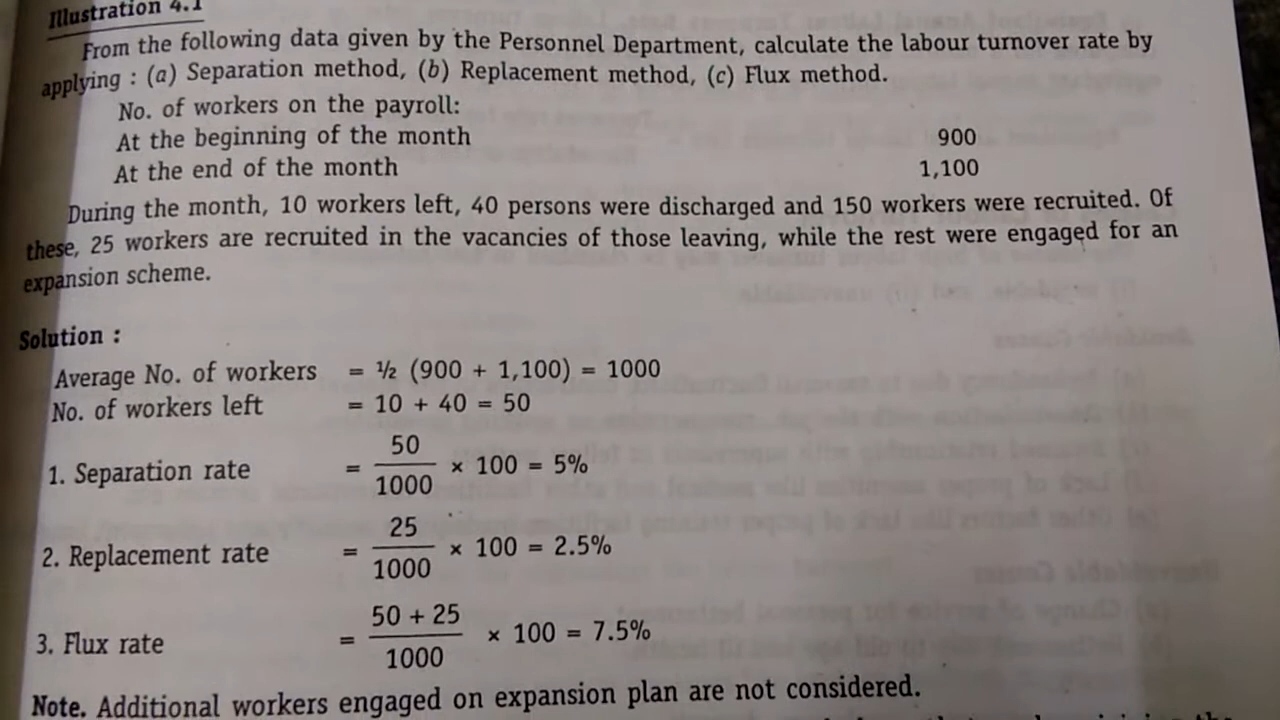 Illustration 4.1
From the following data given by the Personnel Department, calculate the labour turnover rate by
applying : (a) Separation method, (b) Replacement method, (c) Flux method.
No. of workers on the payroll:
At the beginning of the month 900
At the end of the month 1,100
During the month, 10 workers left, 40 persons were discharged and 150 workers were recruited. Of
these, 25 workers are recruited in the vacancies of those leaving, while the rest were engaged for an
expansion scheme.
Solution :
Average No. of workers = ½ (900 + 1,100) = 1000
No. of workers left = 10 + 40 = 50
1. Separation rate = 50/1000 × 100 = 5%
2. Replacement rate = 25/1000 × 100 = 2.5%
3. Flux rate = 50 + 25/1000 × 100 = 7.5%
Note. Additional workers engaged on expansion plan are not considered.